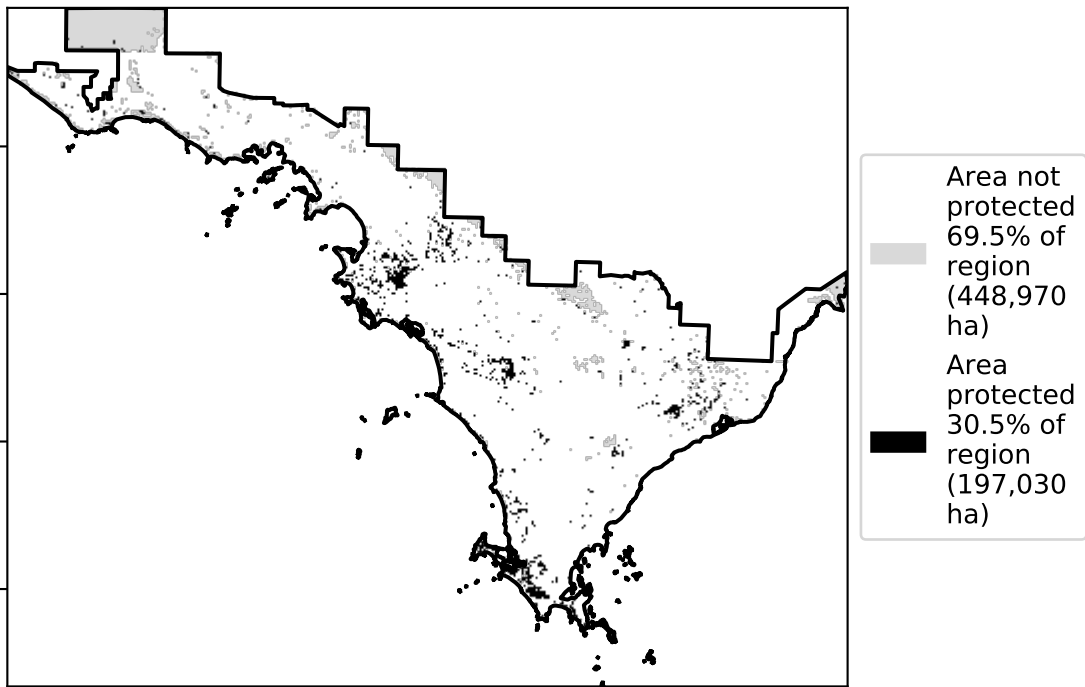 Area not
protected
69.5% of
region
(448,970
ha)
Area
protected
30.5% of
region
(197,030
ha)